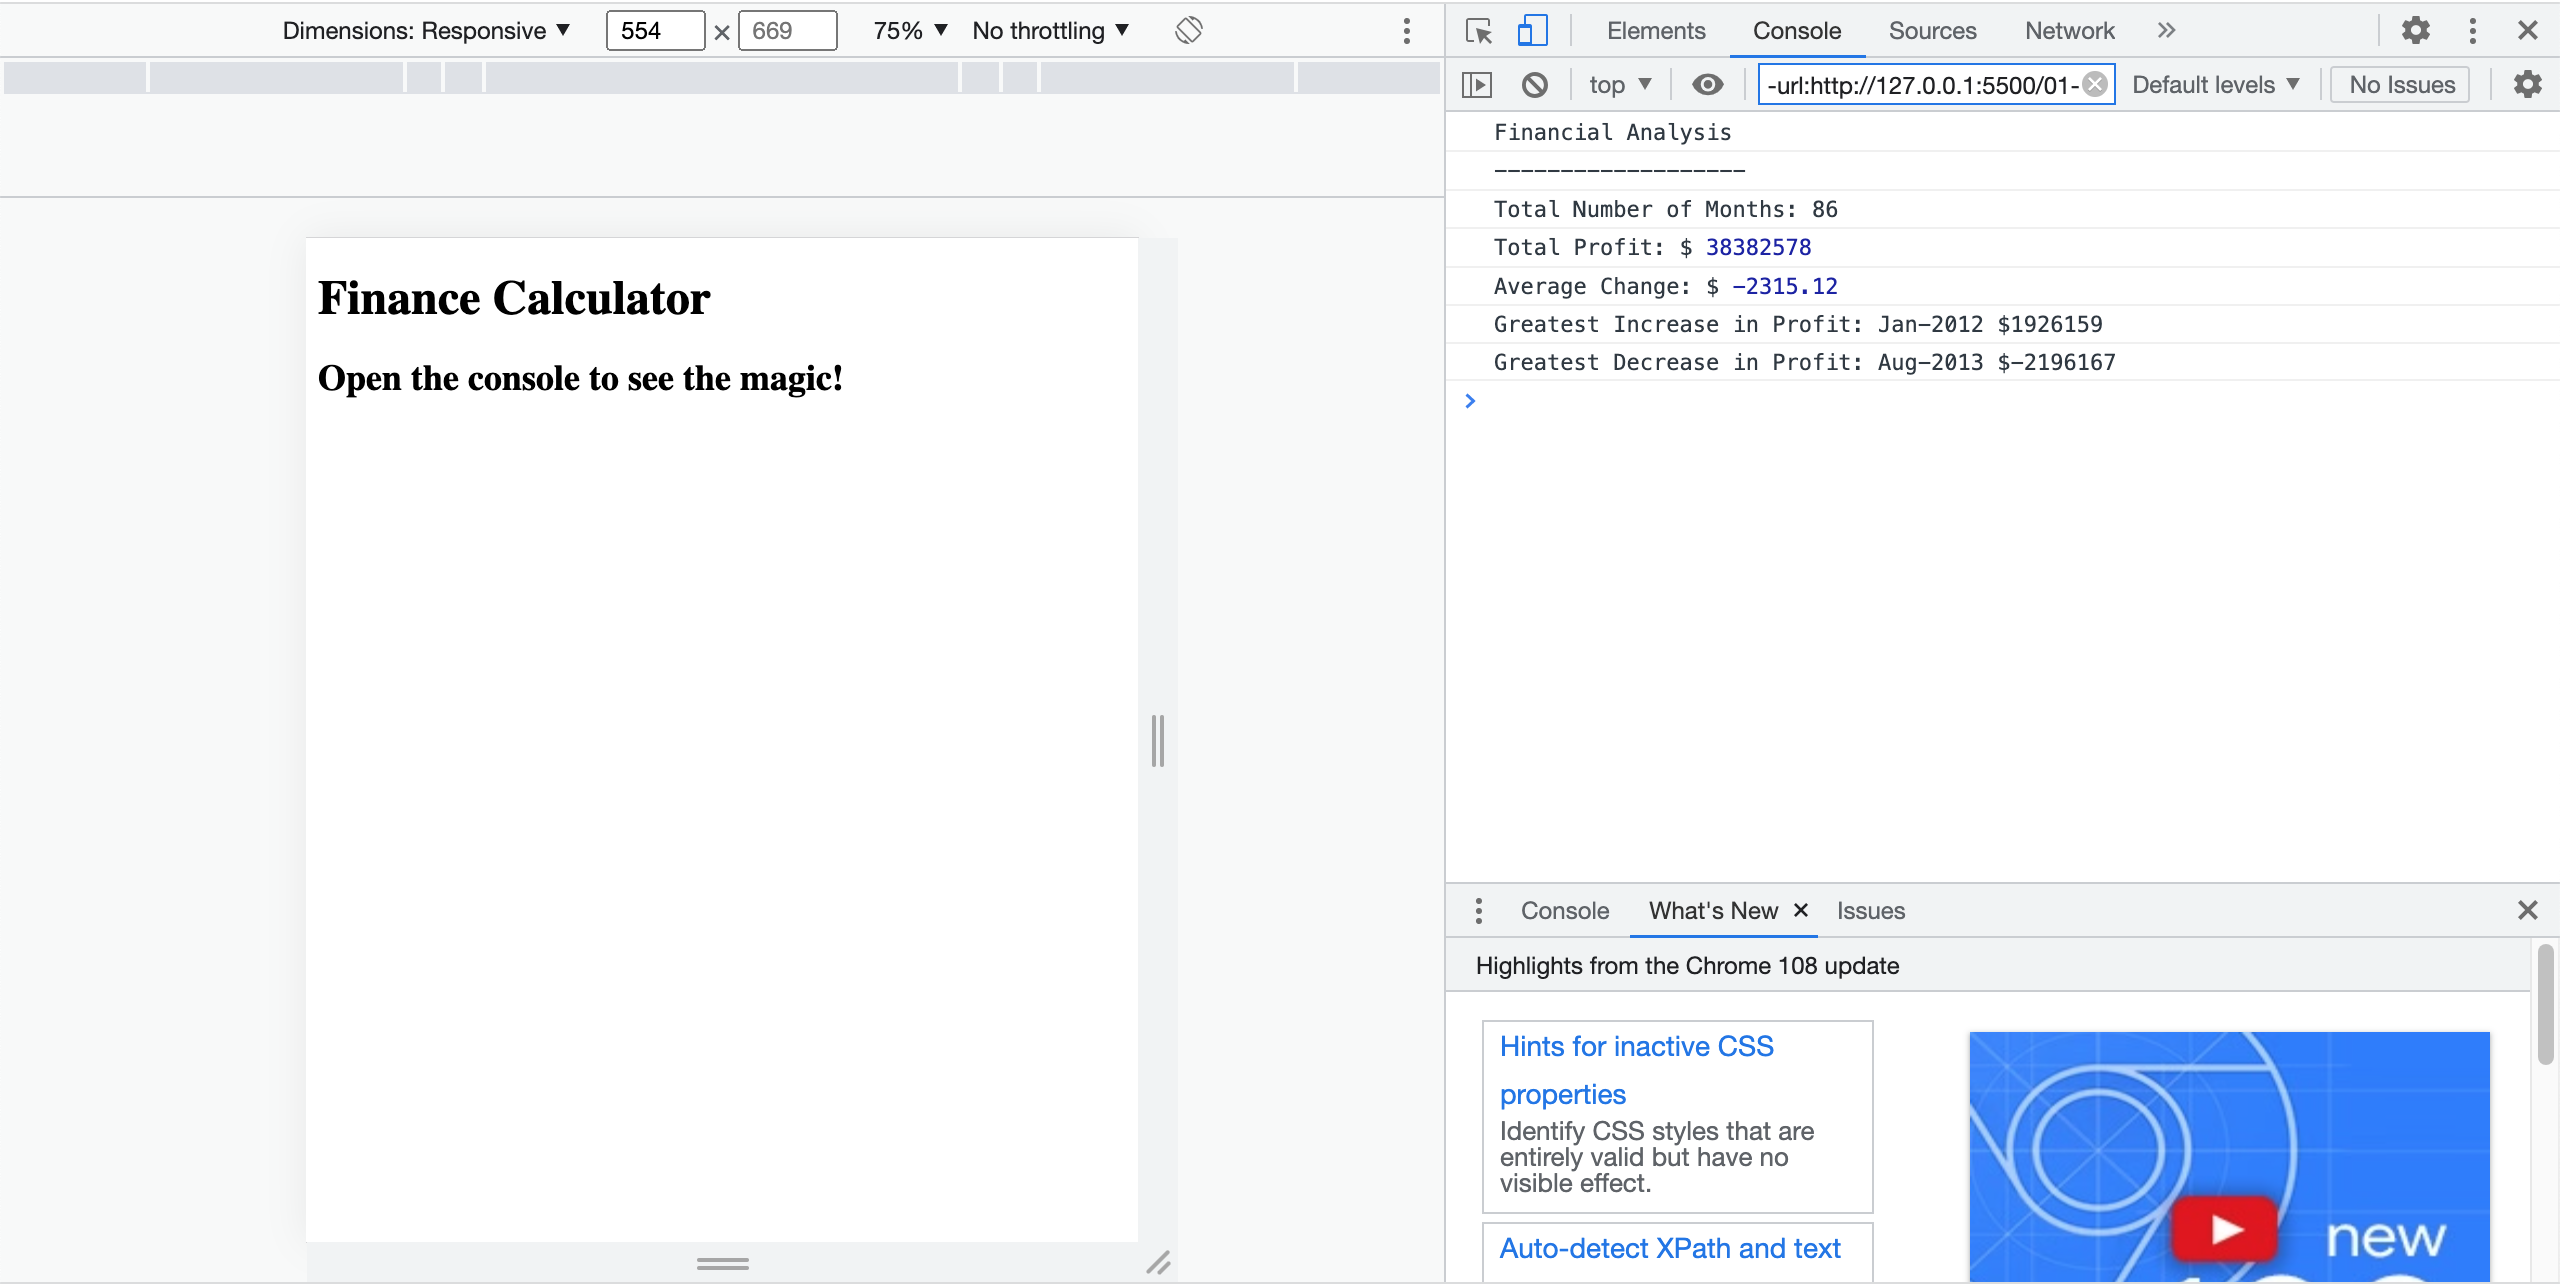 Dimensions: Responsive ▼ 554 × 669 75% ▼ No throttling ▼
Elements Console Sources Network »
top ▼ -url:http://127.0.0.1:5500/01- Default levels ▼ No Issues
Finance Calculator
Open the console to see the magic!
Financial Analysis
-------------------
Total Number of Months: 86
Total Profit: $ 38382578
Average Change: $ -2315.12
Greatest Increase in Profit: Jan-2012 $1926159
Greatest Decrease in Profit: Aug-2013 $-2196167
>
Console What's New × Issues
Highlights from the Chrome 108 update
Hints for inactive CSS
properties
Identify CSS styles that are
entirely valid but have no
visible effect.
Auto-detect XPath and text
new